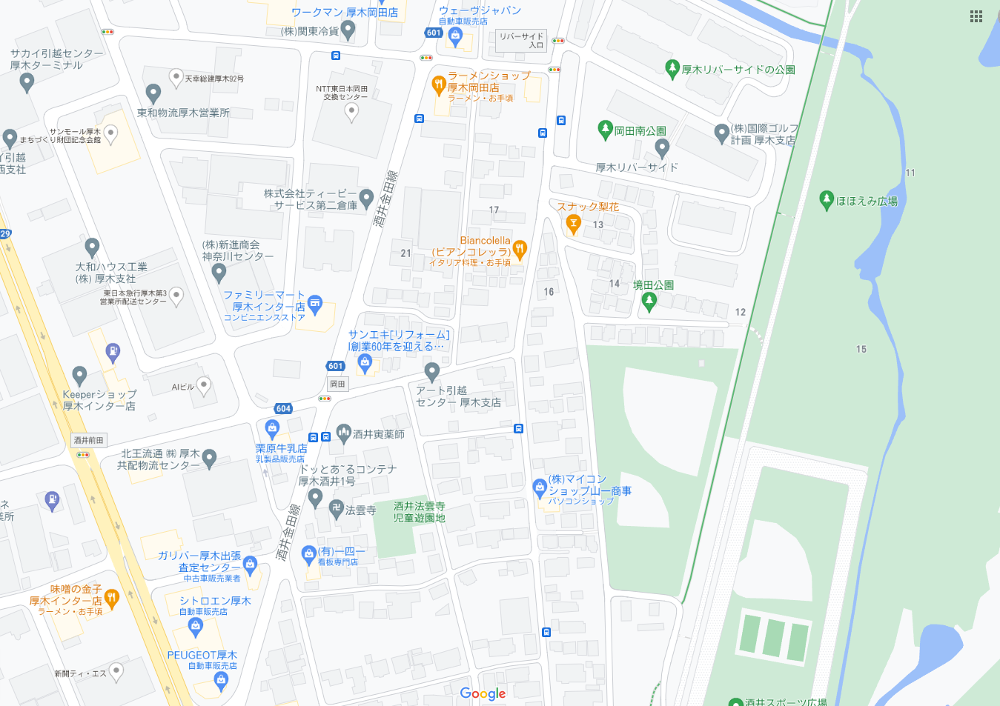 ワークマン 厚木岡田店
ウェーヴジャパン
自動車販売店
(株)関東冷貨
601
リバーサイド
入口
サカイ引越センター
厚木ターミナル
天幸総建厚木92号
東和物流厚木営業所
NTT東日本岡田
交換センター
ラーメンショップ
厚木岡田店
ラーメン・お手頃
厚木リバーサイドの公園
サンモール厚木
まちづくり財団記念会館
イ引越
西支社
岡田南公園
(株)国際ゴルフ
計画 厚木支店
厚木リバーサイド
11
株式会社ティービー
サービス第二倉庫
酒井金田線
17
スナック梨花
13
ほほえみ広場
29
大和ハウス工業
(株) 厚木支社
(株)新進商会
神奈川センター
21
Biancolella
(ビアンコレッラ)
イタリア料理・お手頃
東日本急行厚木第3
営業所配送センター
ファミリーマート
厚木インター店
コンビニエンスストア
16
14
境田公園
12
サンエキ[リフォーム]
|創業60年を迎える…
15
601
岡田
Keeperショップ
厚木インター店
AIビル
アート引越
センター 厚木支店
604
酒井前田
栗原牛乳店
乳製品販売店
酒井寅薬師
北王流通 ㈱ 厚木
共配物流センター
ドッとあ~るコンテナ
厚木酒井1号
(株)マイコン
ショップ山一商事
パソコンショップ
ネ
業所
法雲寺
酒井法雲寺
児童遊園地
酒井金田線
ガリバー厚木出張
査定センター
中古車販売業者
(有)一四一
看板専門店
味噌の金子
厚木インター店
ラーメン・お手頃
シトロエン厚木
自動車販売店
PEUGEOT厚木
自動車販売店
新開ティ・エス
Google
酒井スポーツ広場